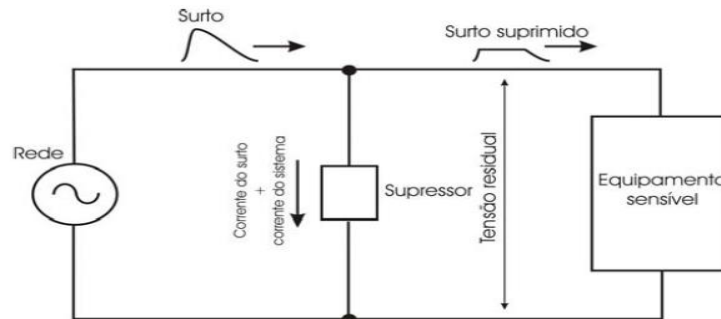 Surto
Surto suprimido
Rede
Corrente do surto
+
corrente do sistema
Supressor
Tensão residual
Equipamento
sensível